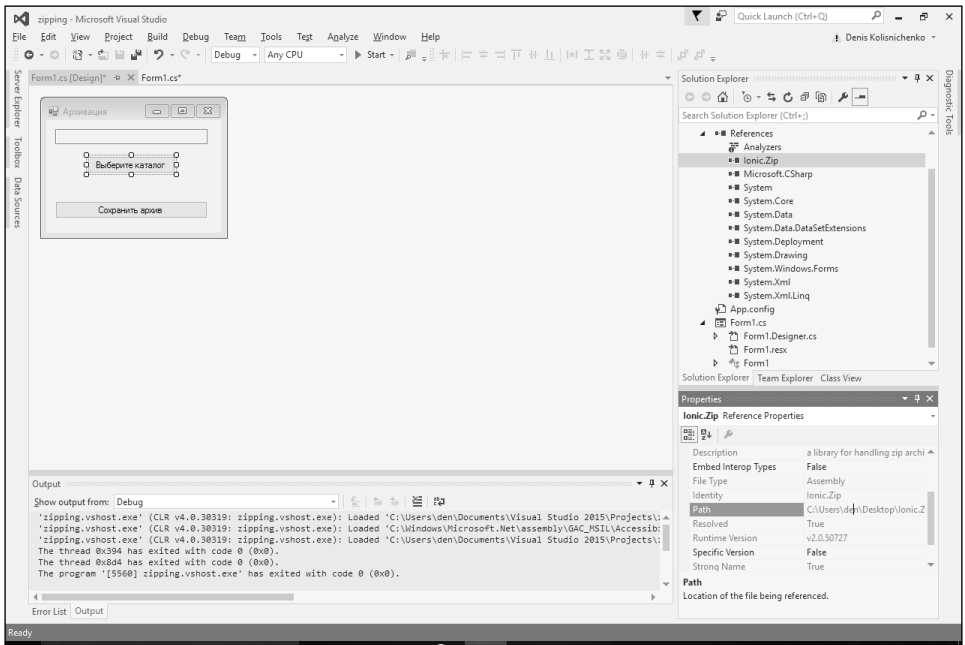 zipping - Microsoft Visual Studio
Quick Launch (Ctrl+Q)
File Edit View Project Build Debug Team Tools Test Analyze Window Help
Denis Kolisnichenko
Debug Any CPU Start
Server Explorer
Toolbox
Data Sources
Form1.cs [Design]* Form1.cs*
Архивация
Выберите каталог
Сохранить архив
Solution Explorer
Search Solution Explorer (Ctrl+;)
References
Analyzers
Ionic.Zip
Microsoft.CSharp
System
System.Core
System.Data
System.Data.DataSetExtensions
System.Deployment
System.Drawing
System.Windows.Forms
System.Xml
System.Xml.Linq
App.config
Form1.cs
Form1.Designer.cs
Form1.resx
Form1
Solution Explorer Team Explorer Class View
Diagnostic Tools
Properties
Ionic.Zip Reference Properties
Description a library for handling zip archi
Embed Interop Types False
File Type Assembly
Identity Ionic.Zip
Path C:\Users\den\Desktop\Ionic.Z
Resolved True
Runtime Version v2.0.50727
Specific Version False
Strong Name True
Path
Location of the file being referenced.
Output
Show output from: Debug
'zipping.vshost.exe' (CLR v4.0.30319: zipping.vshost.exe): Loaded 'C:\Users\den\Documents\Visual Studio 2015\Projects\
'zipping.vshost.exe' (CLR v4.0.30319: zipping.vshost.exe): Loaded 'C:\Windows\Microsoft.Net\assembly\GAC_MSIL\Accessib
'zipping.vshost.exe' (CLR v4.0.30319: zipping.vshost.exe): Loaded 'C:\Users\den\Documents\Visual Studio 2015\Projects\
The thread 0x394 has exited with code 0 (0x0).
The thread 0x8d4 has exited with code 0 (0x0).
The program '[5560] zipping.vshost.exe' has exited with code 0 (0x0).
Error List Output
Ready